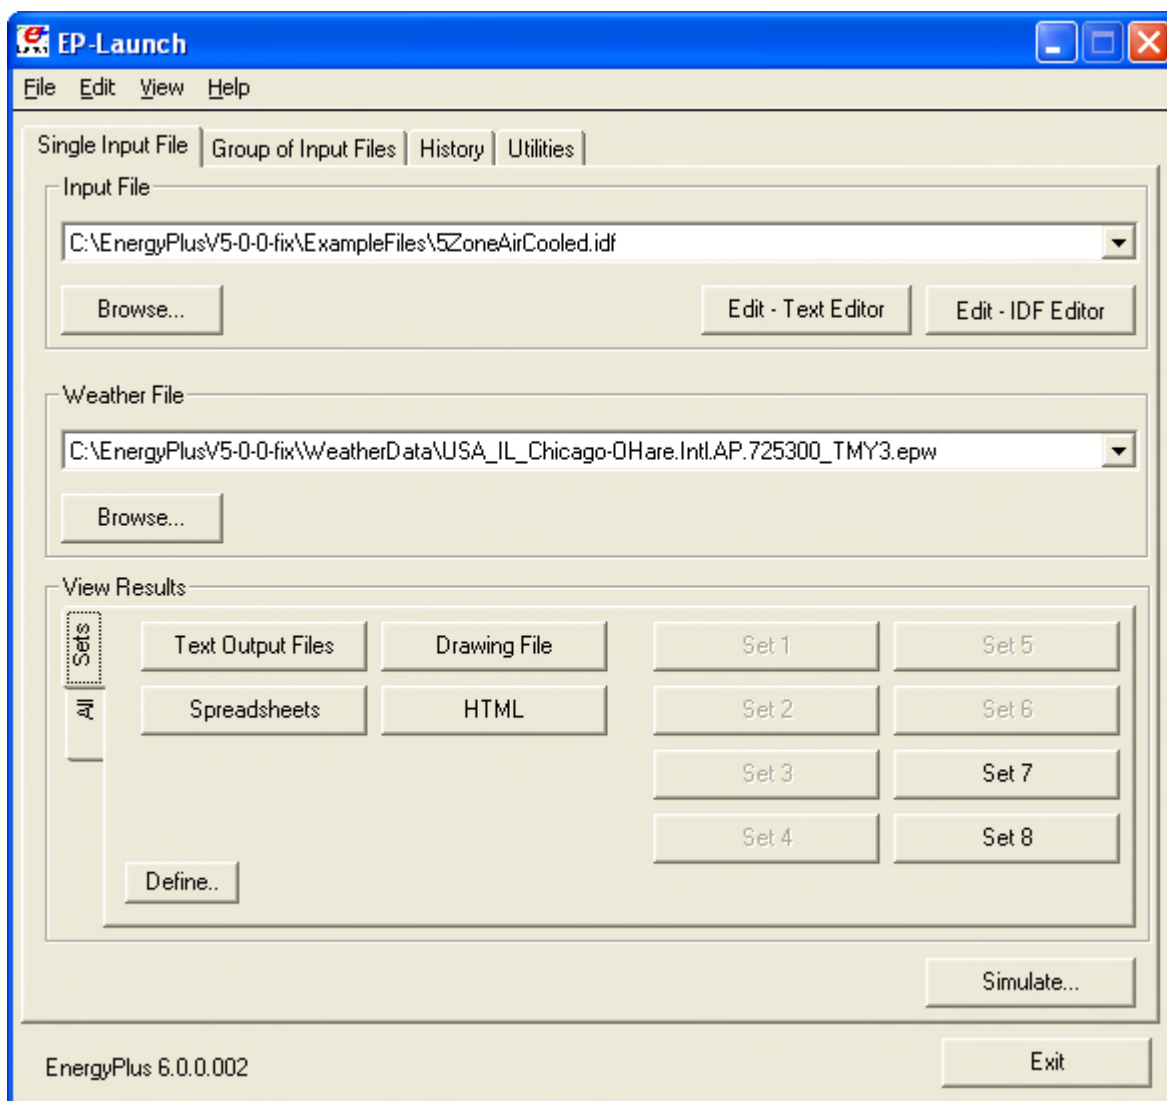 EP-Launch
File Edit View Help
Single Input File Group of Input Files History Utilities
Input File
C:\EnergyPlusV5-0-0-fix\ExampleFiles\5ZoneAirCooled.idf
Browse... Edit - Text Editor Edit - IDF Editor
Weather File
C:\EnergyPlusV5-0-0-fix\WeatherData\USA_IL_Chicago-OHare.Intl.AP.725300_TMY3.epw
Browse...
View Results
Sets
All
Text Output Files Drawing File Set 1 Set 5
Spreadsheets HTML Set 2 Set 6
Set 3 Set 7
Set 4 Set 8
Define..
Simulate...
EnergyPlus 6.0.0.002 Exit